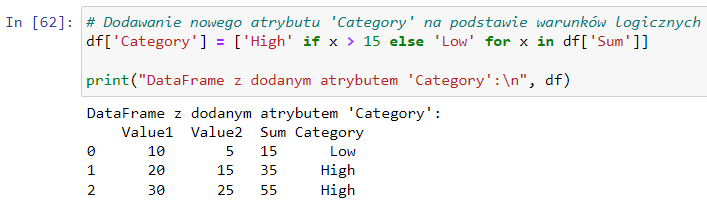 In [62]: # Dodawanie nowego atrybutu 'Category' na podstawie warunków logicznych
df['Category'] = ['High' if x > 15 else 'Low' for x in df['Sum']]
print("DataFrame z dodanym atrybutem 'Category':\n", df)
DataFrame z dodanym atrybutem 'Category':
Value1 Value2 Sum Category
0 10 5 15 Low
1 20 15 35 High
2 30 25 55 High